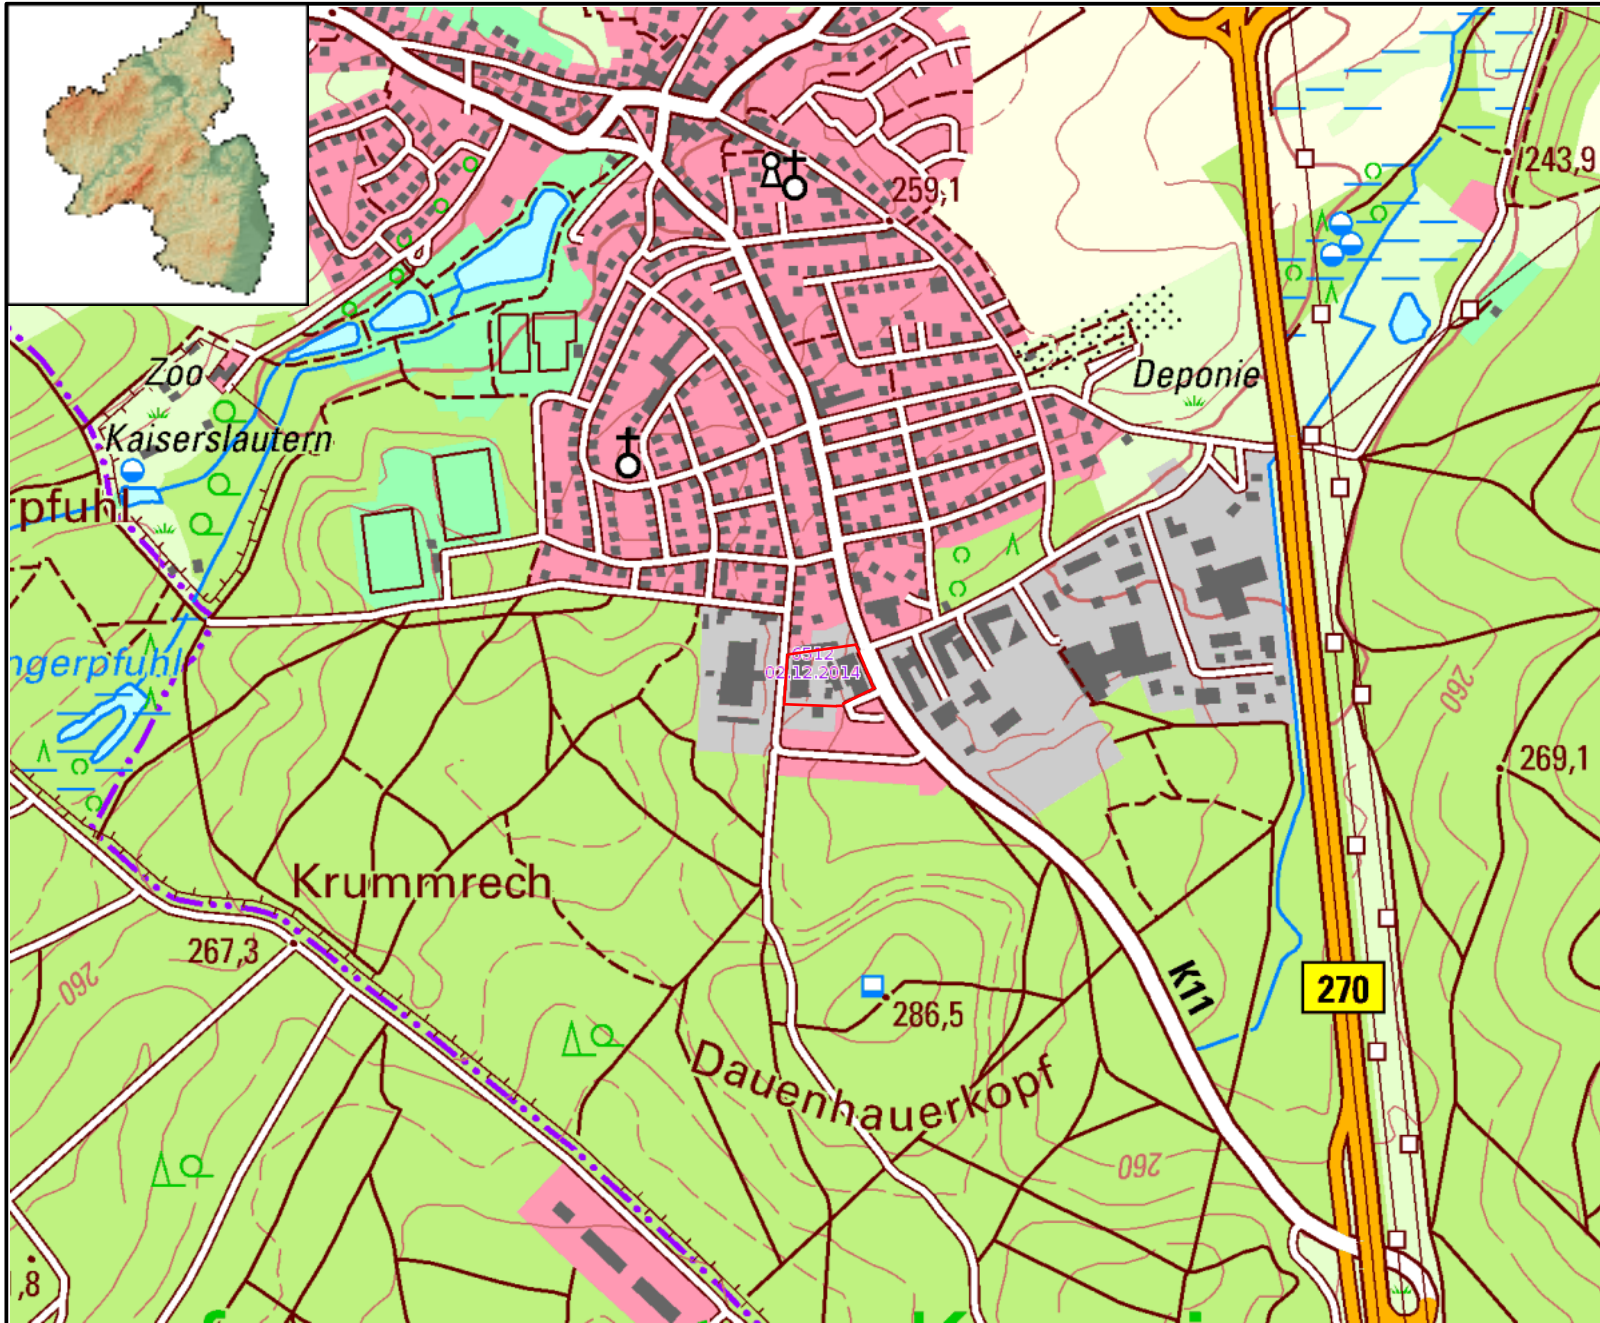 243,9
259,1
Zoo
Kaiserslautern
Deponie
pfuhl
ngerpfuhl
6512
02.12.2014
260
269,1
Krummrech
267,3
260
K11
270
286,5
Dauenhauerkopf
260
,8